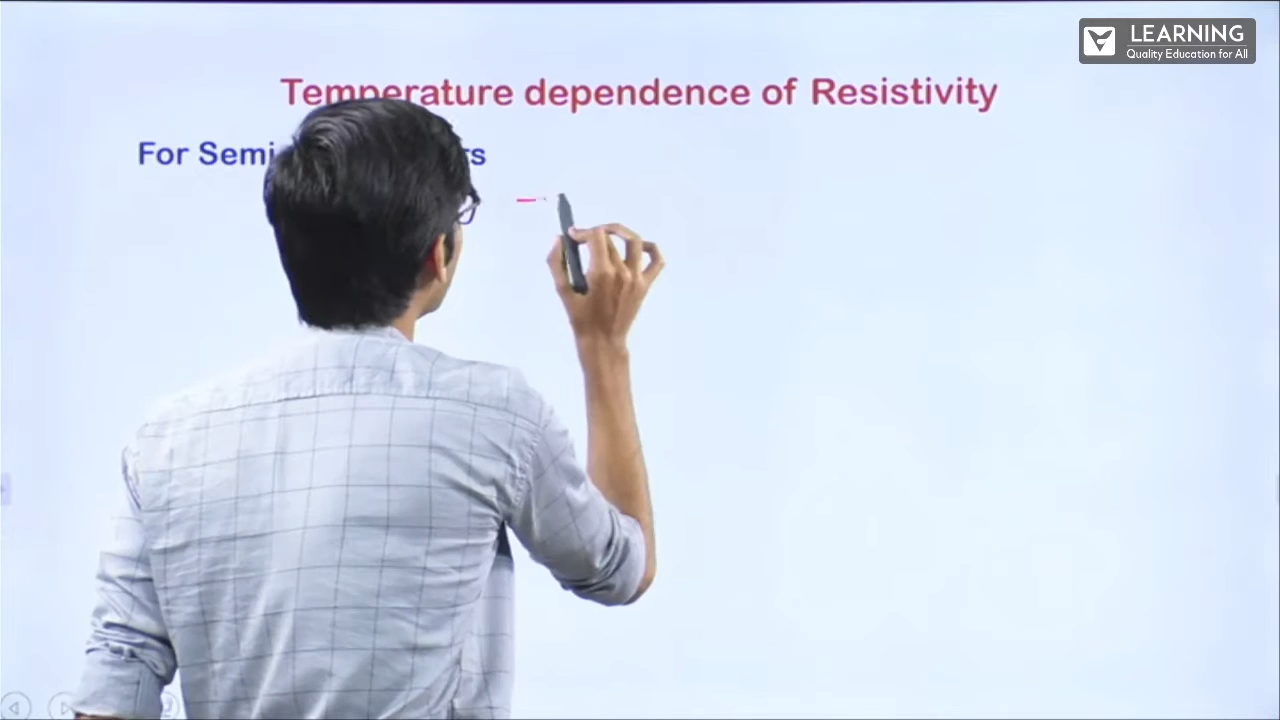 LEARNING
Quality Education for All
Temperature dependence of Resistivity
For Semi